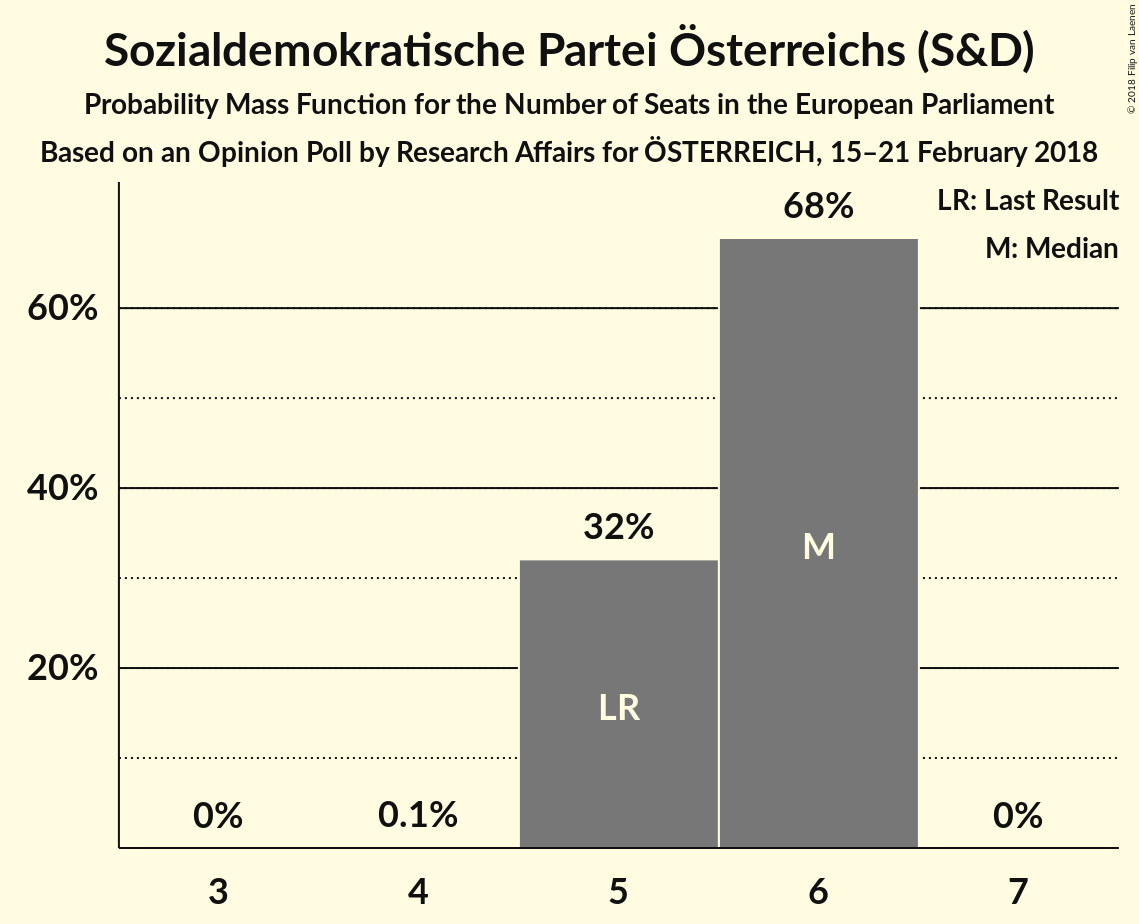 Sozialdemokratische Partei Österreichs (S&D)
Probability Mass Function for the Number of Seats in the European Parliament
Based on an Opinion Poll by Research Affairs for ÖSTERREICH, 15–21 February 2018
© 2018 Filip van Laenen
LR: Last Result
M: Median
68%
60%
40%
32%
M
20%
LR
0%
0.1%
0%
3
4
5
6
7